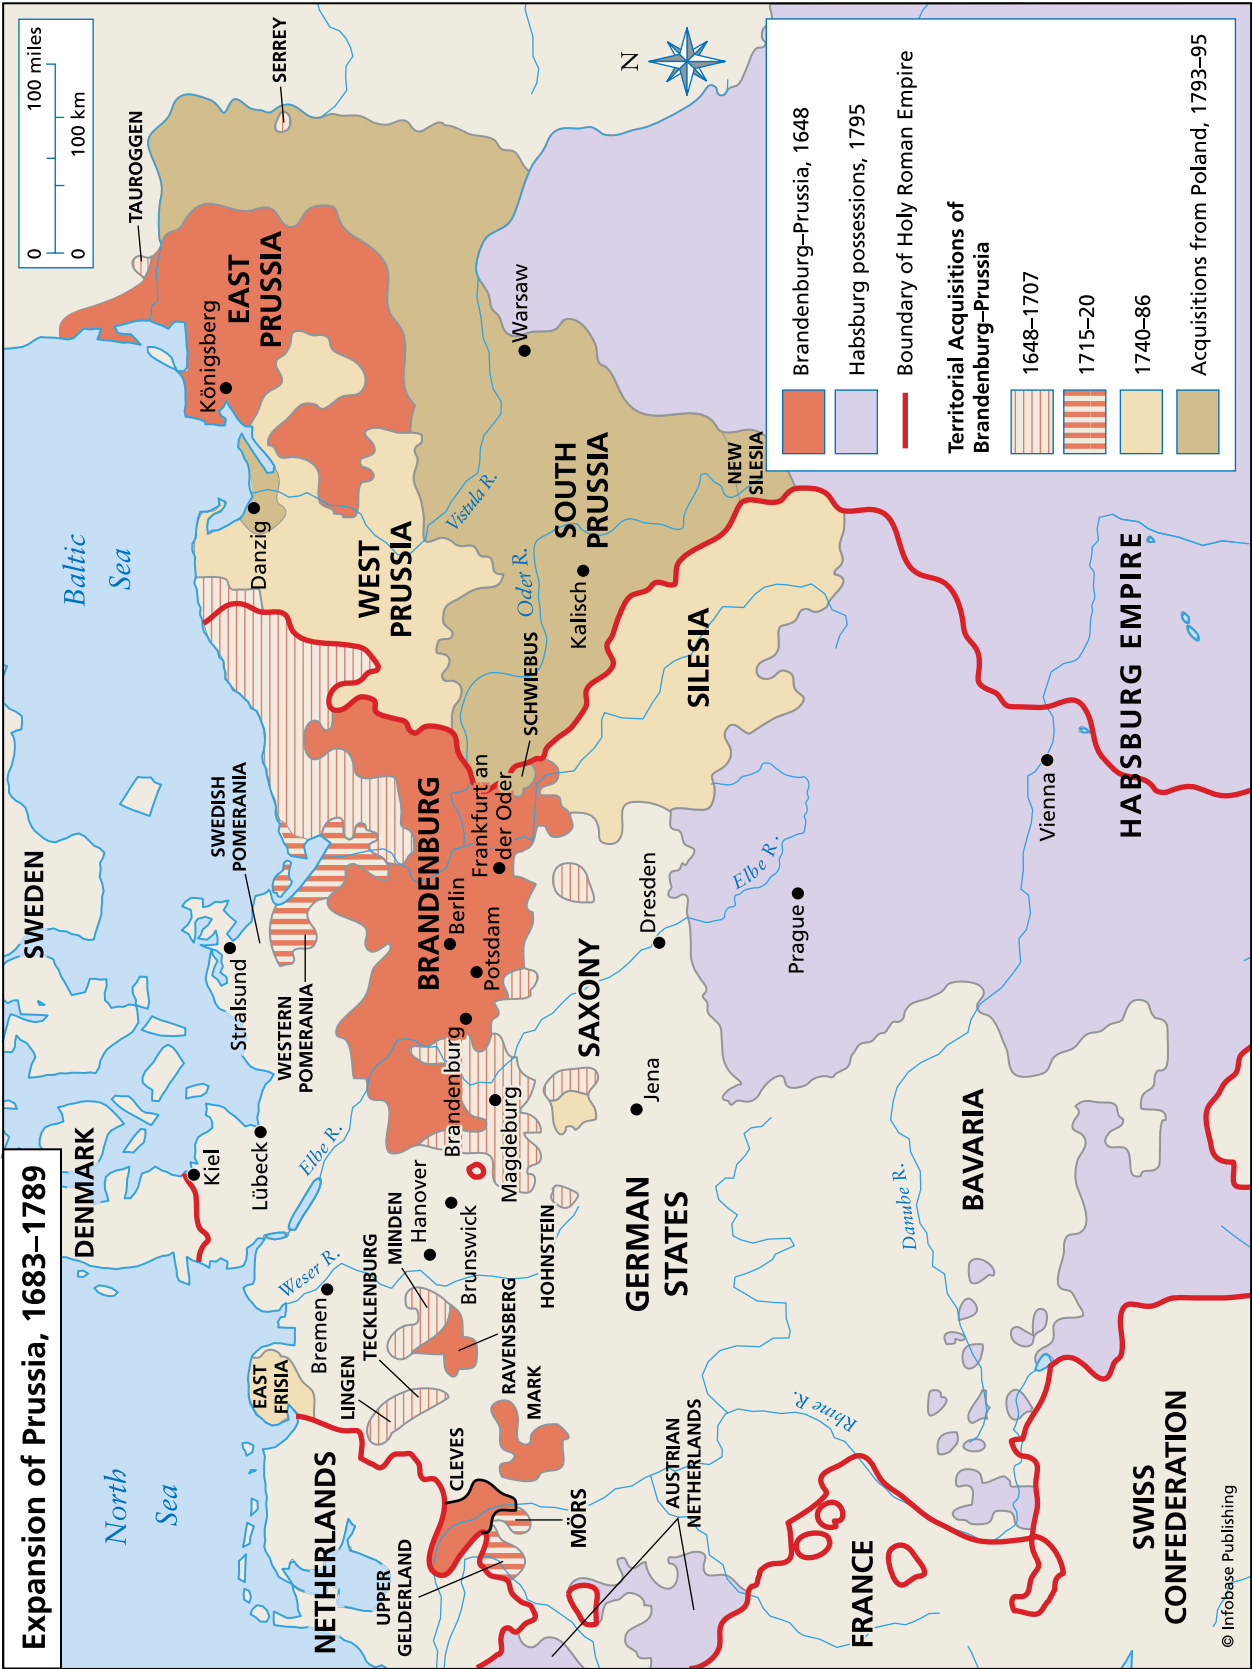 Expansion of Prussia, 1683–1789
0 100 miles
0 100 km
N
SWEDEN
DENMARK
North
Sea
Baltic
Sea
TAUROGGEN
SERREY
EAST
PRUSSIA
Königsberg
Danzig
WEST
PRUSSIA
Vistula R.
Warsaw
SOUTH
PRUSSIA
Kalisch
Oder R.
NEW
SILESIA
SCHWIEBUS
SILESIA
SWEDISH
POMERANIA
WESTERN
POMERANIA
Stralsund
Kiel
Lübeck
Elbe R.
BRANDENBURG
Berlin
Potsdam
Frankfurt an
der Oder
Brandenburg
Magdeburg
SAXONY
Dresden
Jena
Elbe R.
Prague
Vienna
HABSBURG EMPIRE
BAVARIA
Danube R.
GERMAN
STATES
HOHNSTEIN
Hanover
Brunswick
MINDEN
TECKLENBURG
LINGEN
RAVENSBERG
MARK
Weser R.
Bremen
EAST
FRISIA
NETHERLANDS
CLEVES
MÖRS
UPPER
GELDERLAND
AUSTRIAN
NETHERLANDS
Rhine R.
FRANCE
SWISS
CONFEDERATION
Brandenburg–Prussia, 1648
Habsburg possessions, 1795
Boundary of Holy Roman Empire
Territorial Acquisitions of
Brandenburg–Prussia
1648–1707
1715–20
1740–86
Acquisitions from Poland, 1793–95
© Infobase Publishing